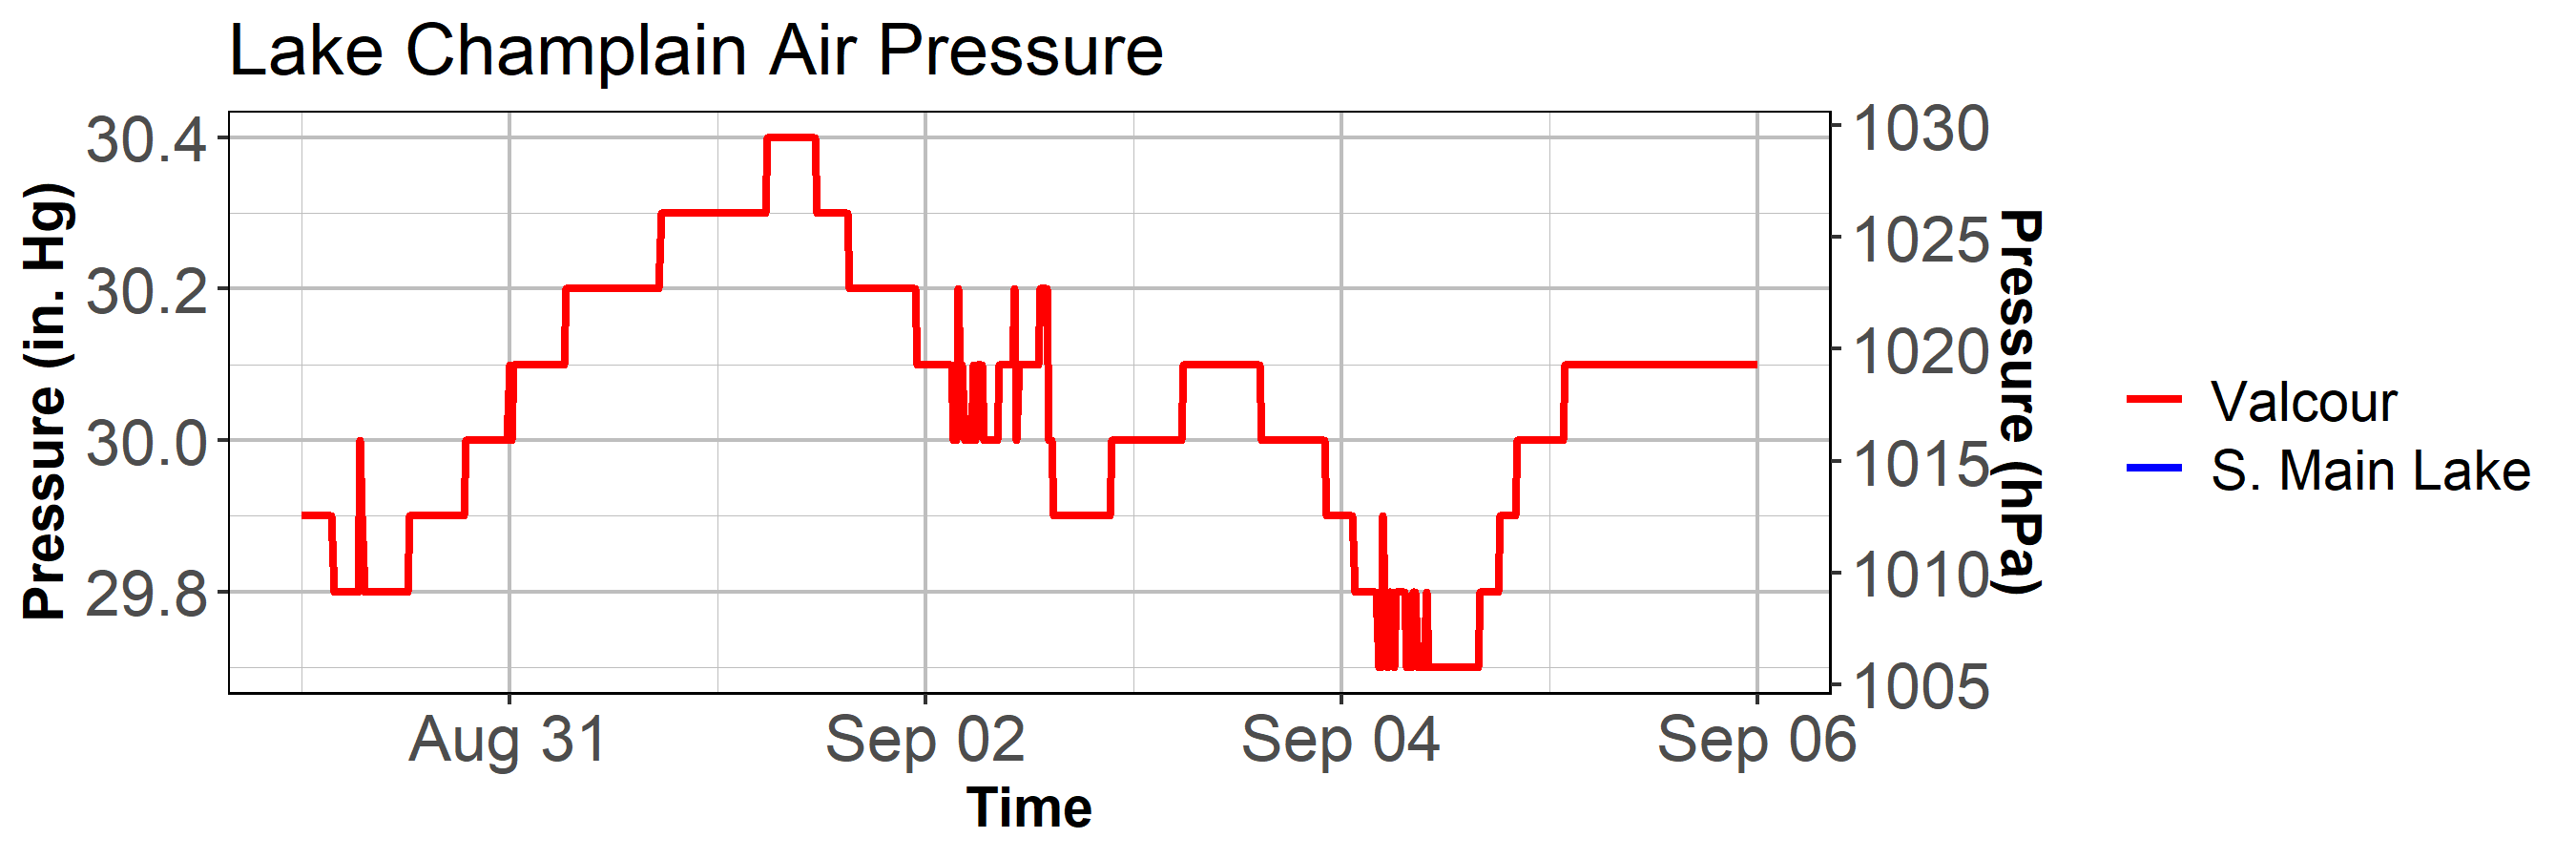 Lake Champlain Air Pressure
Pressure (in. Hg)
30.4
30.2
30.0
29.8
1030
1025
1020
1015
1010
1005
Pressure (hPa)
Aug 31
Sep 02
Sep 04
Sep 06
Time
Valcour
S. Main Lake